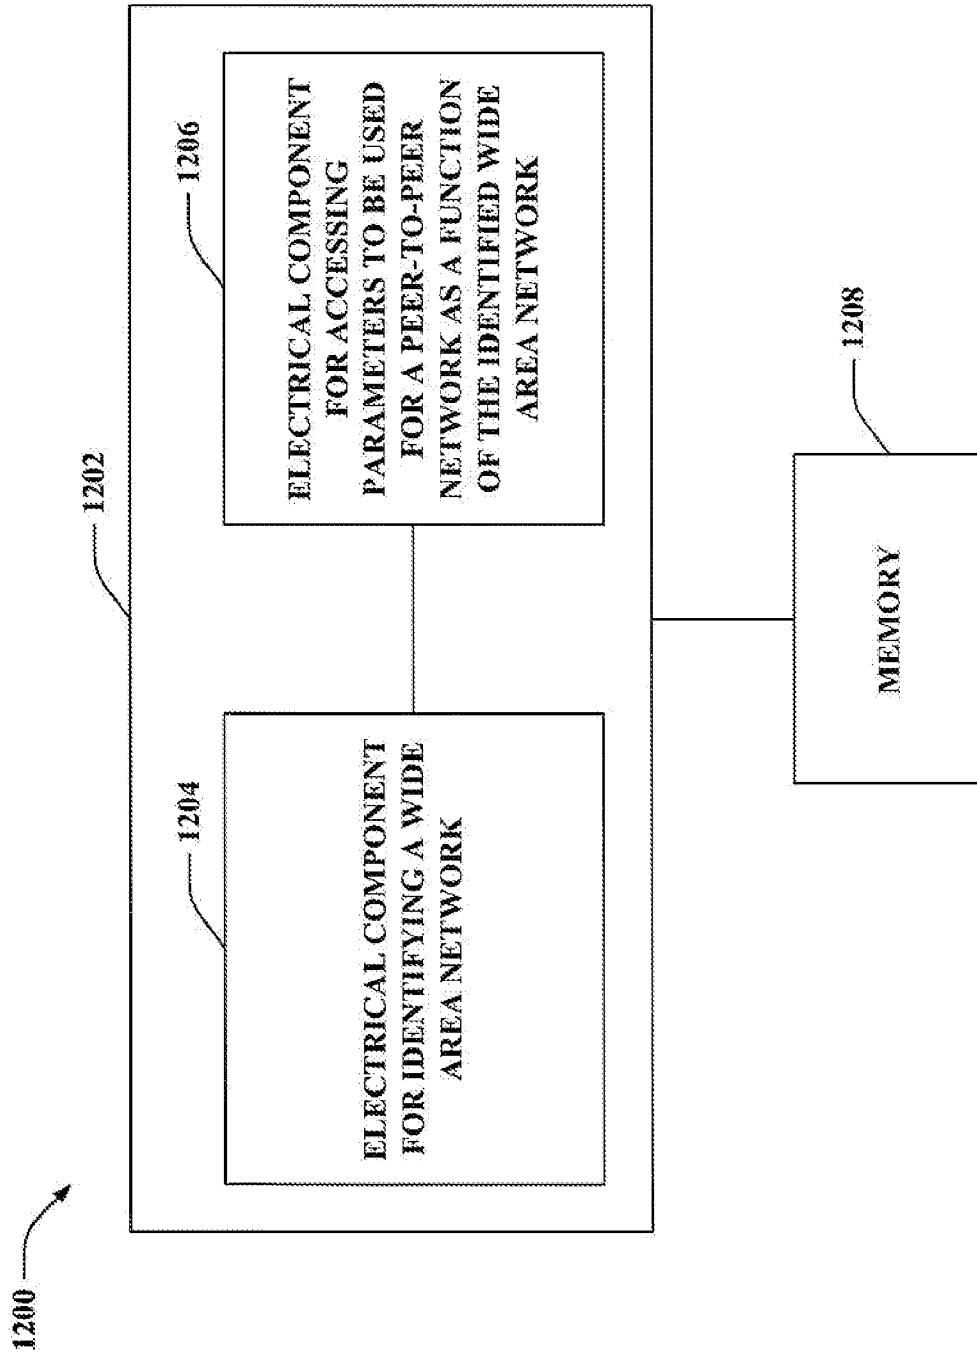 1200
1202
1204
ELECTRICAL COMPONENT
FOR IDENTIFYING A WIDE
AREA NETWORK
1206
ELECTRICAL COMPONENT
FOR ACCESSING
PARAMETERS TO BE USED
FOR A PEER-TO-PEER
NETWORK AS A FUNCTION
OF THE IDENTIFIED WIDE
AREA NETWORK
1208
MEMORY